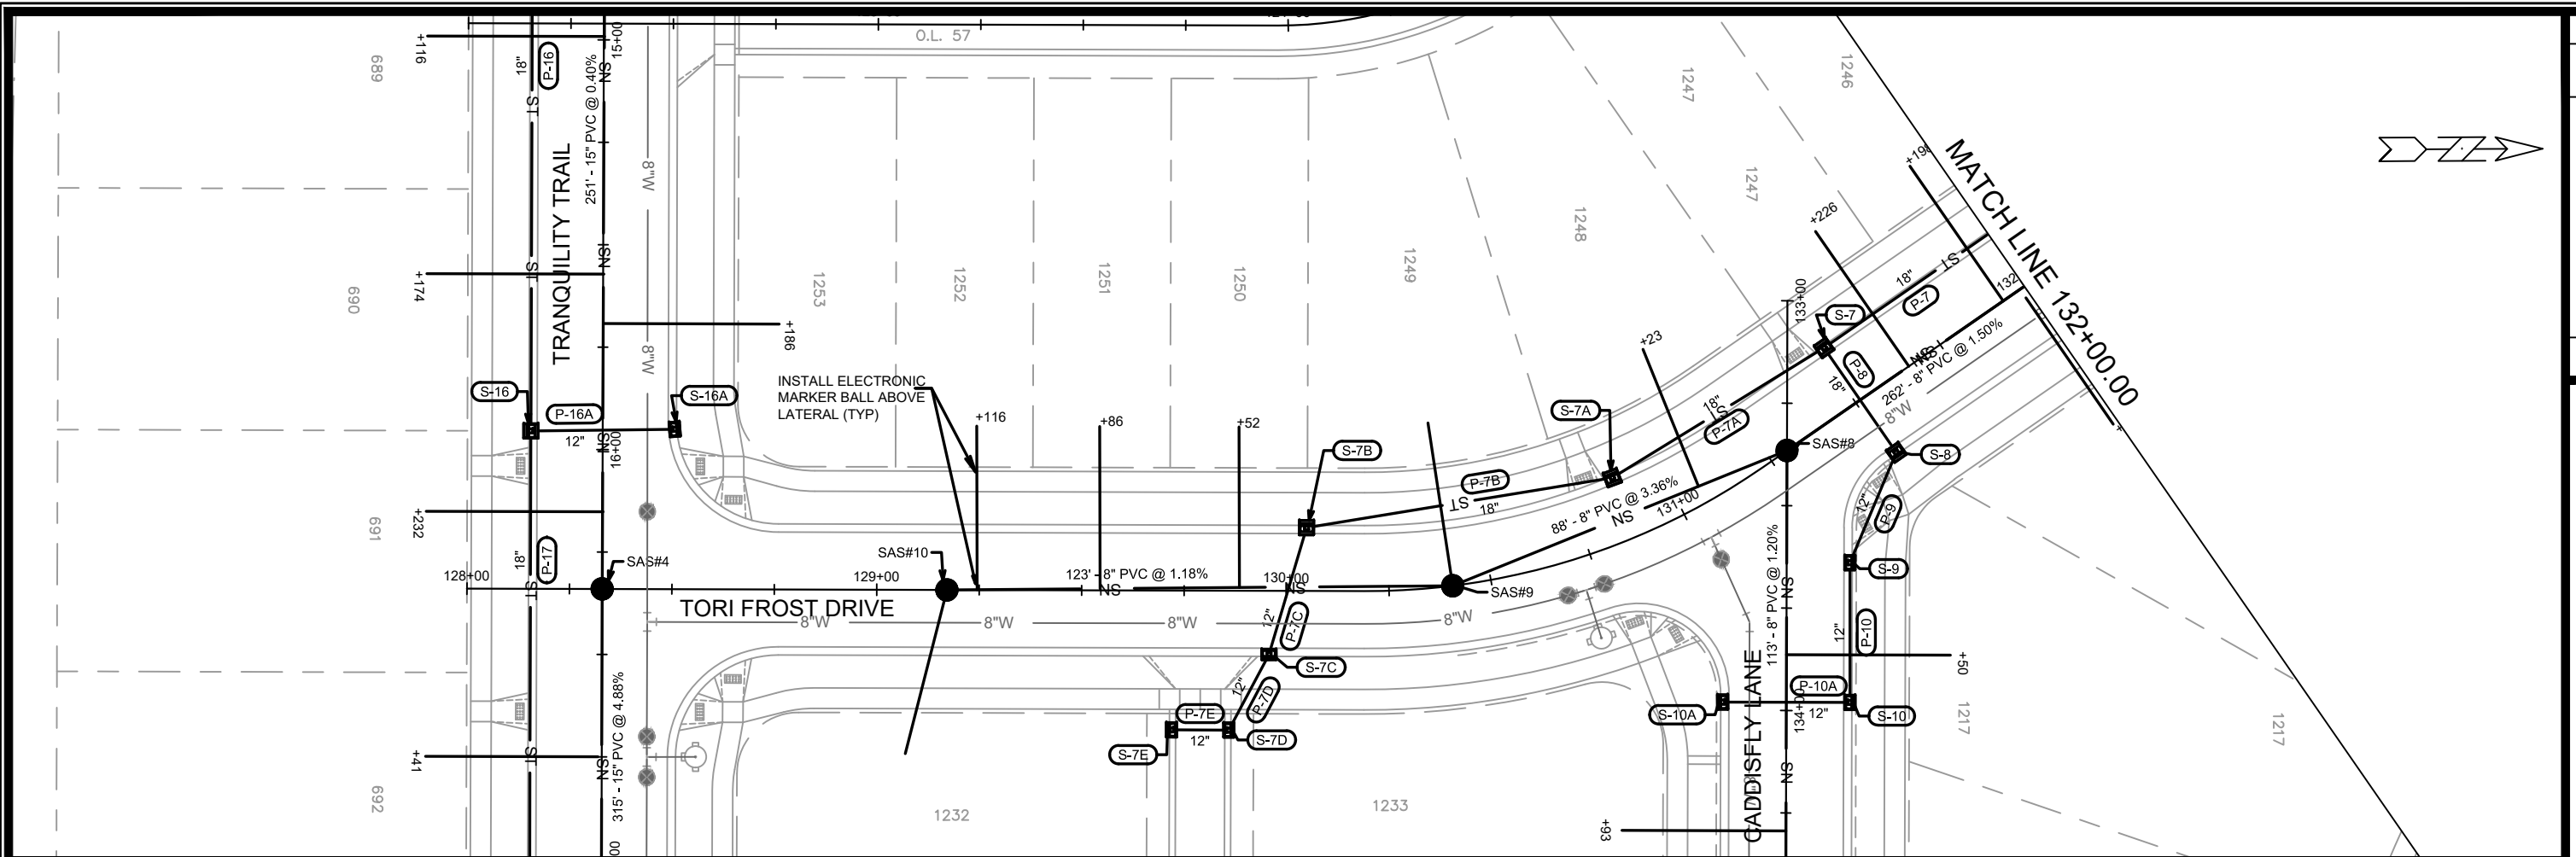 O.L. 57
+116
689
18"
P-16
ST
NS
15+00
251' - 15" PVC @ 0.40%
TRANQUILITY TRAIL
8"W
1246
1247
1247
1248
1249
1250
1251
1252
1253
MATCH LINE 132+00.00
+226
132
18"
ST
P-7
S-7
133+00
+174
690
ST
NS
+186
8"W
+23
P-8
18"
NS
262' - 8" PVC @ 1.50%
8"W
INSTALL ELECTRONIC
MARKER BALL ABOVE
LATERAL (TYP)
S-16
P-16A
12"
S-16A
NS
16+00
+116
+86
+52
S-7A
18"
P-7A
S-7B
P-7B
ST
18"
SAS#8
S-8
88' - 8" PVC @ 3.36%
NS
131+00
12"
P-9
S-9
+232
691
18"
P-17
ST
SAS#4
SAS#10
128+00
129+00
123' - 8" PVC @ 1.18%
NS
130+00
NS
SAS#9
TORI FROST DRIVE
8"W
8"W
8"W
8"W
12"
P-7C
S-7C
12"
P-7D
P-7E
12"
S-7E
S-7D
113' - 8" PVC @ 1.20%
NS
12"
P-10
+50
P-10A
12"
S-10A
S-10
134+00
CADDISFLY LANE
NS
1217
1217
+41
692
ST
NS
315' - 15" PVC @ 4.88%
1232
1233
+93